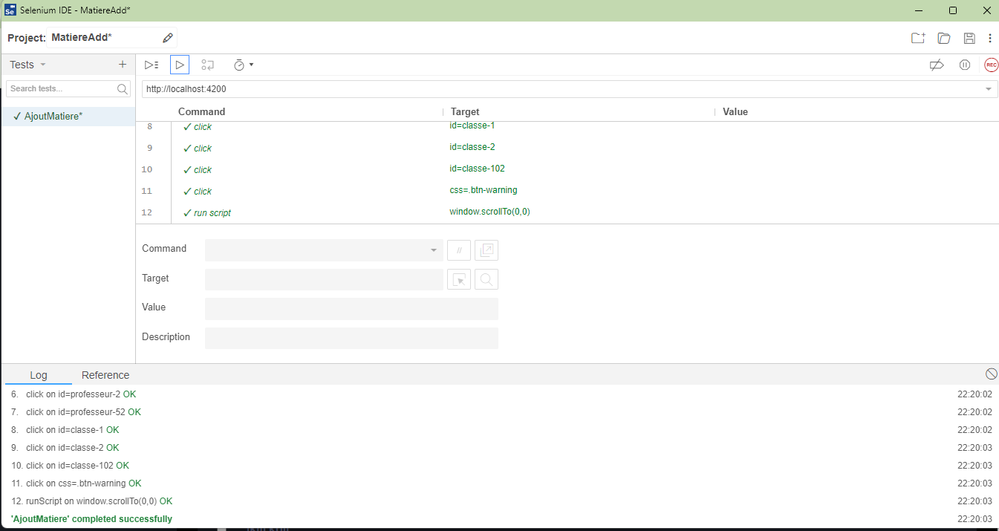 Selenium IDE - MatiereAdd*
Project: MatiereAdd*
Tests
Search tests...
✓ AjoutMatiere*
REC
http://localhost:4200
Command Target Value
8 ✓ click id=classe-1
9 ✓ click id=classe-2
10 ✓ click id=classe-102
11 ✓ click css=.btn-warning
12 ✓ run script window.scrollTo(0,0)
Command
//
Target
Value
Description
Log Reference
6. click on id=professeur-2 OK 22:20:02
7. click on id=professeur-52 OK 22:20:02
8. click on id=classe-1 OK 22:20:02
9. click on id=classe-2 OK 22:20:03
10. click on id=classe-102 OK 22:20:03
11. click on css=.btn-warning OK 22:20:03
12. runScript on window.scrollTo(0,0) OK 22:20:03
'AjoutMatiere' completed successfully 22:20:03